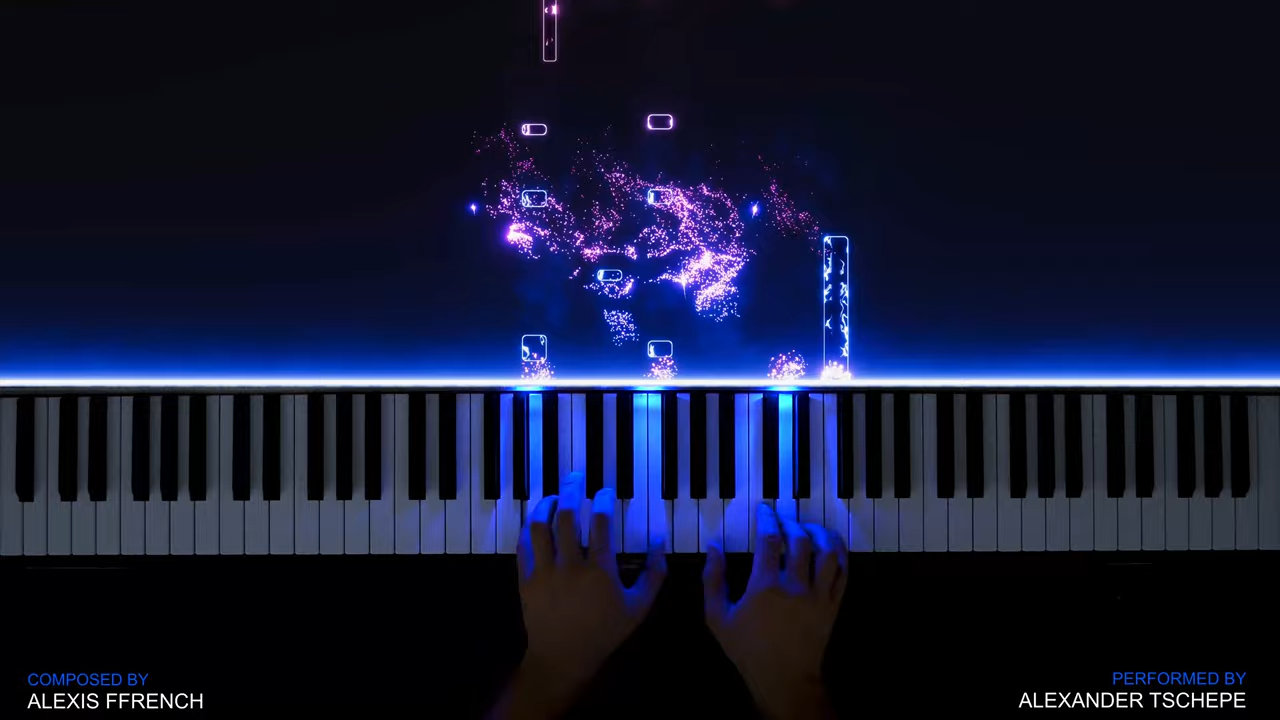 COMPOSED BY
ALEXIS FFRENCH
PERFORMED BY
ALEXANDER TSCHEPE